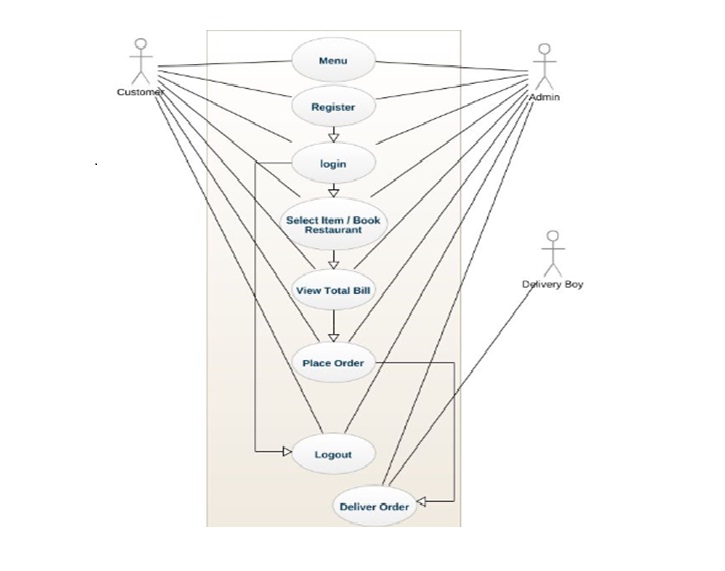 Menu
Customer
Register
Admin
login
Select Item / Book
Restaurant
Delivery Boy
View Total Bill
Place Order
Logout
Deliver Order